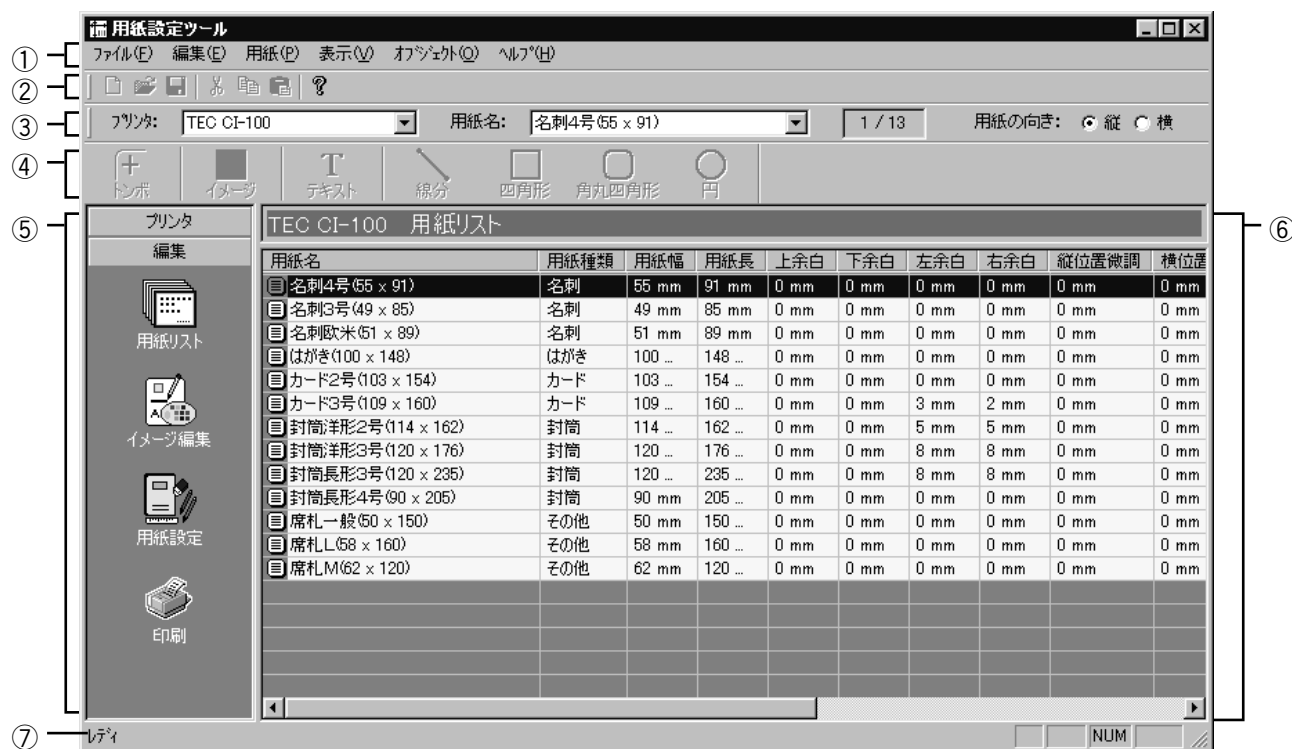 用紙設定ツール
① ファイル(F) 編集(E) 用紙(P) 表示(V) オブジェクト(O) ヘルプ(H)
②
③ プリンタ: TEC CI-100 用紙名: 名刺4号(55 x 91) 1 / 13 用紙の向き: 縦 横
④ トンボ イメージ T テキスト 線分 四角形 角丸四角形 円
⑤ プリンタ
編集
用紙リスト
イメージ編集
用紙設定
印刷
TEC CI-100 用紙リスト ⑥
用紙名 用紙種類 用紙幅 用紙長 上余白 下余白 左余白 右余白 縦位置微調 横位置
名刺4号(55 x 91) 名刺 55 mm 91 mm 0 mm 0 mm 0 mm 0 mm 0 mm 0 mm
名刺3号(49 x 85) 名刺 49 mm 85 mm 0 mm 0 mm 0 mm 0 mm 0 mm 0 mm
名刺欧米(51 x 89) 名刺 51 mm 89 mm 0 mm 0 mm 0 mm 0 mm 0 mm 0 mm
はがき(100 x 148) はがき 100 ... 148 ... 0 mm 0 mm 0 mm 0 mm 0 mm 0 mm
カード2号(103 x 154) カード 103 ... 154 ... 0 mm 0 mm 0 mm 0 mm 0 mm 0 mm
カード3号(109 x 160) カード 109 ... 160 ... 0 mm 0 mm 3 mm 2 mm 0 mm 0 mm
封筒洋形2号(114 x 162) 封筒 114 ... 162 ... 0 mm 0 mm 5 mm 5 mm 0 mm 0 mm
封筒洋形3号(120 x 176) 封筒 120 ... 176 ... 0 mm 0 mm 8 mm 8 mm 0 mm 0 mm
封筒長形3号(120 x 235) 封筒 120 ... 235 ... 0 mm 0 mm 8 mm 8 mm 0 mm 0 mm
封筒長形4号(90 x 205) 封筒 90 mm 205 ... 0 mm 0 mm 0 mm 0 mm 0 mm 0 mm
席札一般(50 x 150) その他 50 mm 150 ... 0 mm 0 mm 0 mm 0 mm 0 mm 0 mm
席札L(58 x 160) その他 58 mm 160 ... 0 mm 0 mm 0 mm 0 mm 0 mm 0 mm
席札M(62 x 120) その他 62 mm 120 ... 0 mm 0 mm 0 mm 0 mm 0 mm 0 mm
⑦ レディ NUM